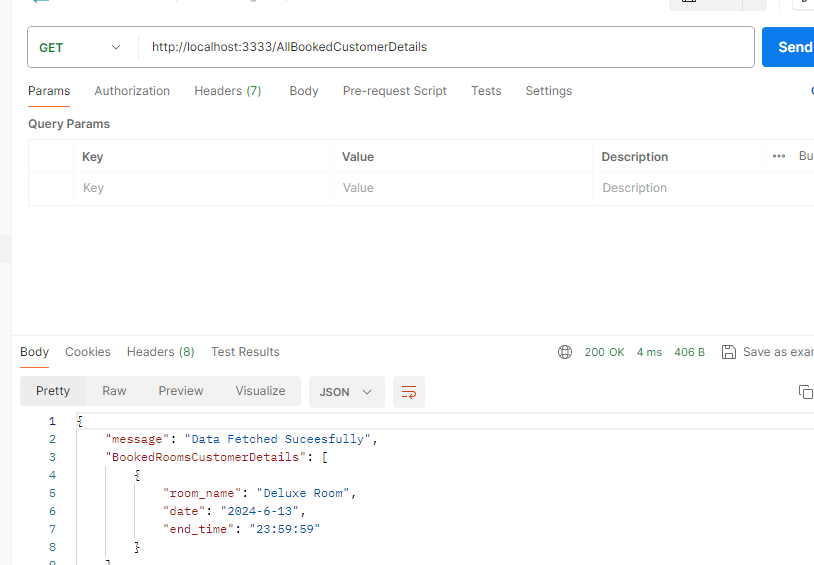 GET http://localhost:3333/AllBookedCustomerDetails Send
Params Authorization Headers (7) Body Pre-request Script Tests Settings
Query Params
Key Value Description ••• Bu
Key Value Description
Body Cookies Headers (8) Test Results 200 OK 4 ms 406 B Save as exam
Pretty Raw Preview Visualize JSON
1 {
2 "message": "Data Fetched Suceesfully",
3 "BookedRoomsCustomerDetails": [
4 {
5 "room_name": "Deluxe Room",
6 "date": "2024-6-13",
7 "end_time": "23:59:59"
8 }
9 ]